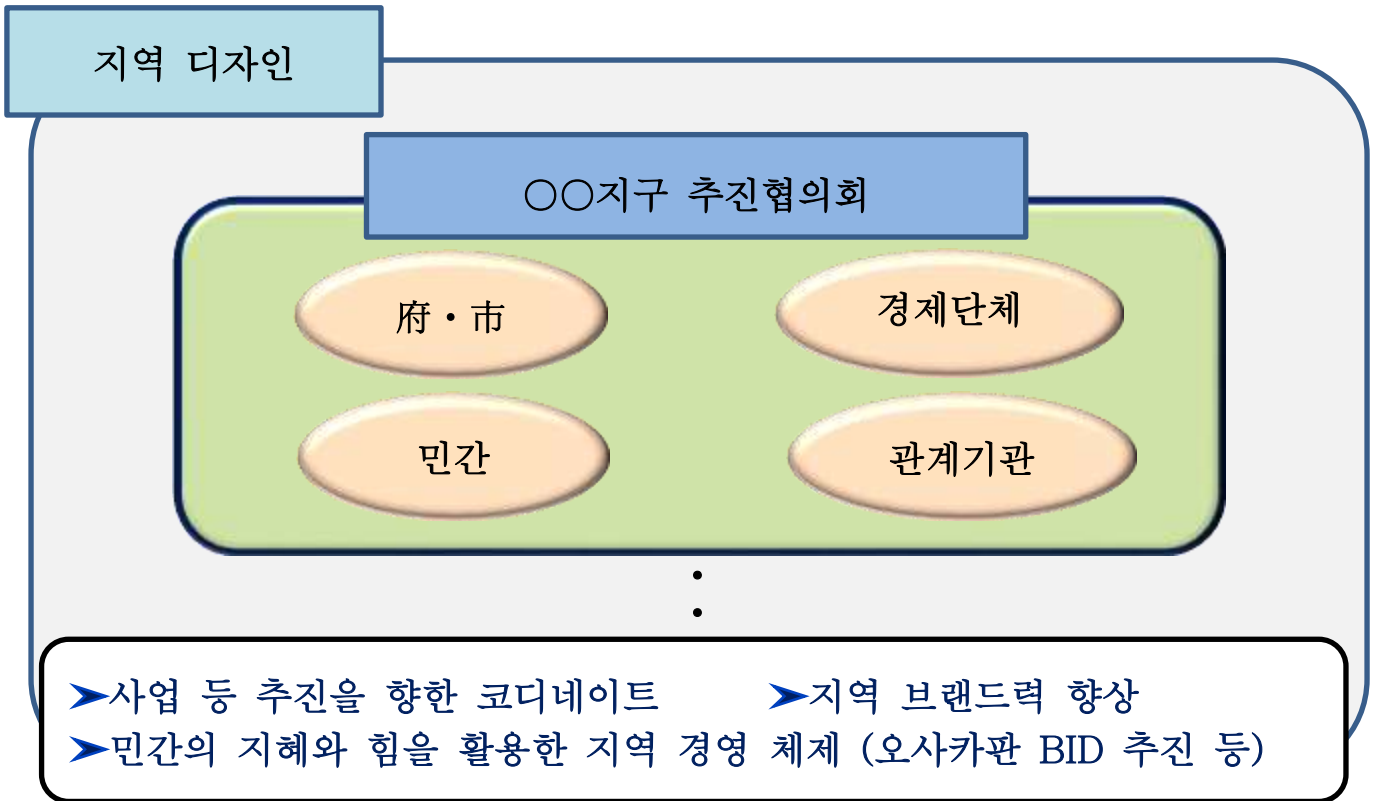 지역 디자인
○○지구 추진협의회
府・市
경제단체
민간
관계기관
➤사업 등 추진을 향한 코디네이트 ➤지역 브랜드력 향상
➤민간의 지혜와 힘을 활용한 지역 경영 체제 (오사카판 BID 추진 등)